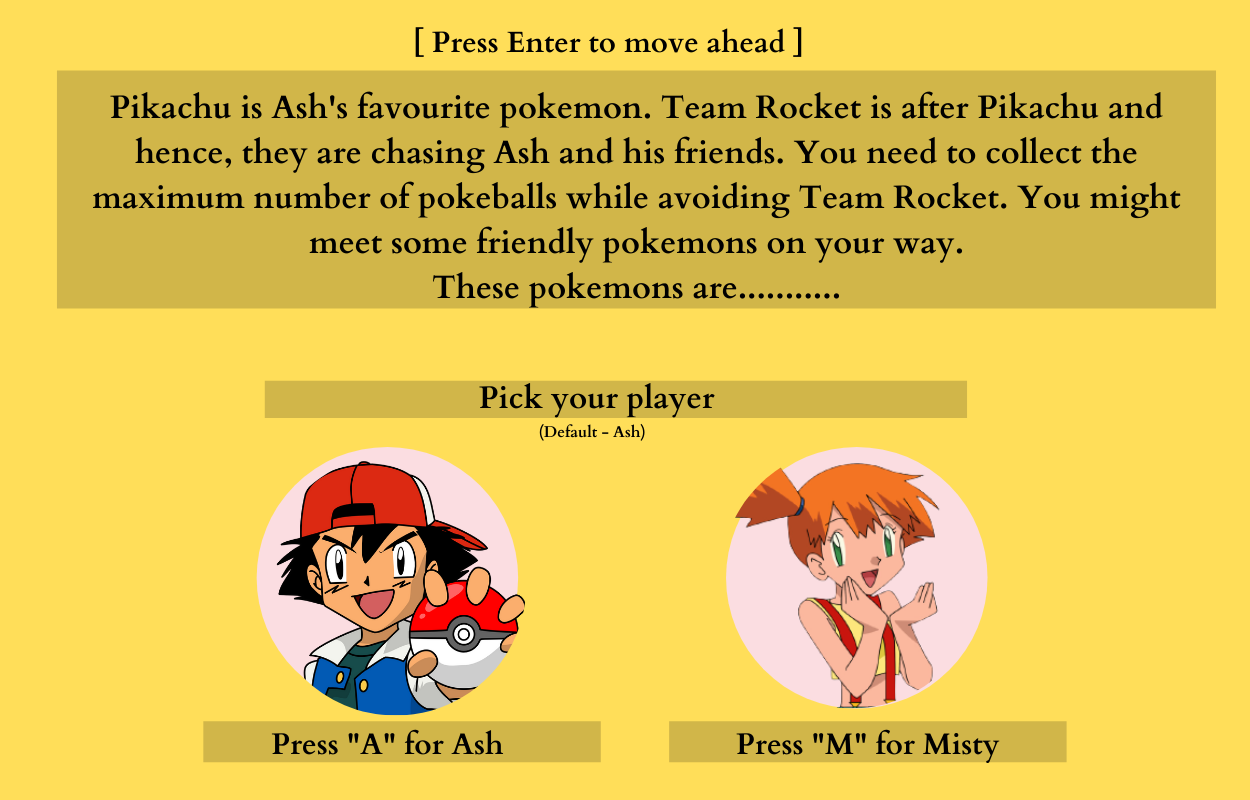 [ Press Enter to move ahead ]
Pikachu is Ash's favourite pokemon. Team Rocket is after Pikachu and
hence, they are chasing Ash and his friends. You need to collect the
maximum number of pokeballs while avoiding Team Rocket. You might
meet some friendly pokemons on your way.
These pokemons are...........
Pick your player
(Default - Ash)
Press "A" for Ash
Press "M" for Misty